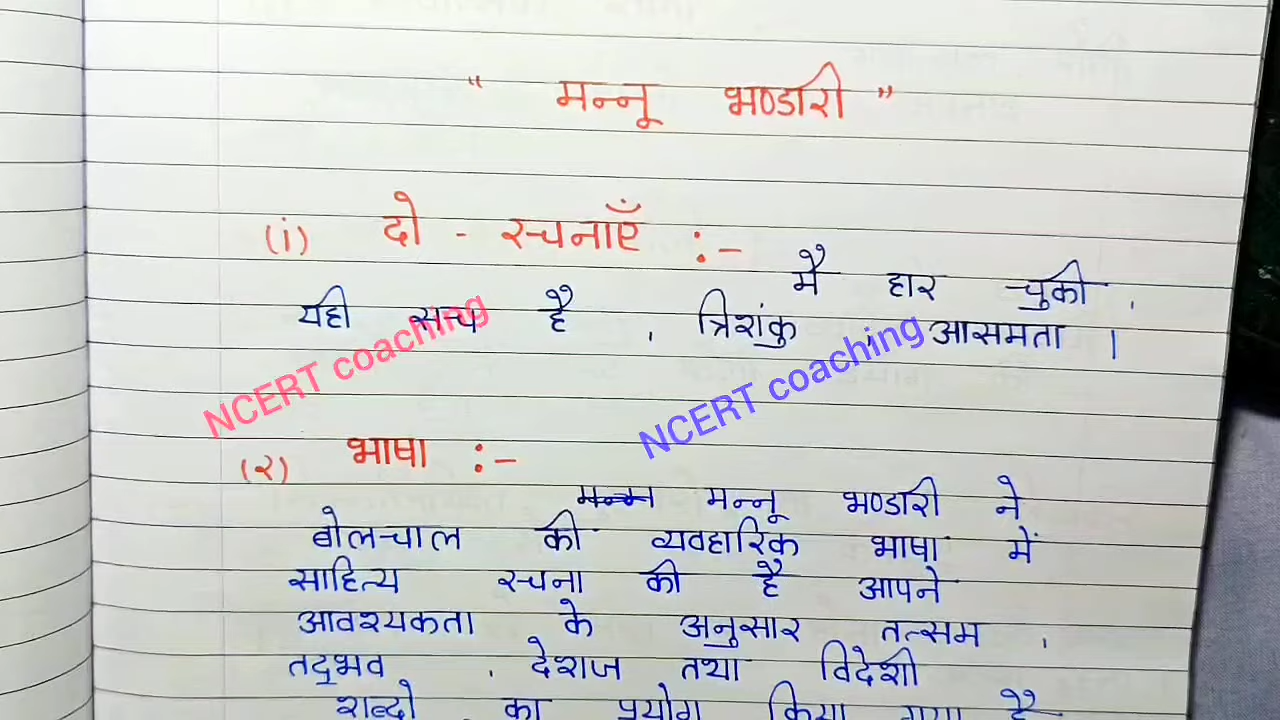 " मन्नू भण्डारी "
(i) दो - रचनाएँ :-
मै हार चुकी ,
यही सच्च है , त्रिशंकु , आसमता ।
NCERT coaching
NCERT coaching
(२) भाषा :-
मन्नू भण्डारी ने
बोलचाल की व्यवहारिक भाषा में
साहित्य रचना की है आपने
आवश्यकता के अनुसार तत्सम ,
तद्भव , देशज तथा विदेशी
शब्दो का प्रयोग किया गया है